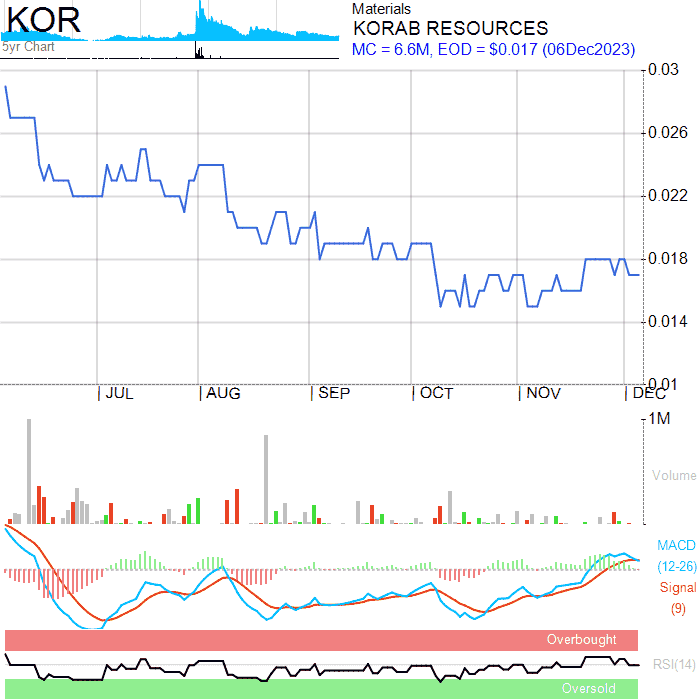 KOR
5yr Chart
Materials
KORAB RESOURCES
MC = 6.6M, EOD = $0.017 (06Dec2023)
0.03
0.026
0.022
0.018
0.014
0.01
JUL AUG SEP OCT NOV DEC
1M
Volume
MACD
(12-26)
Signal
(9)
Overbought
RSI(14)
Oversold